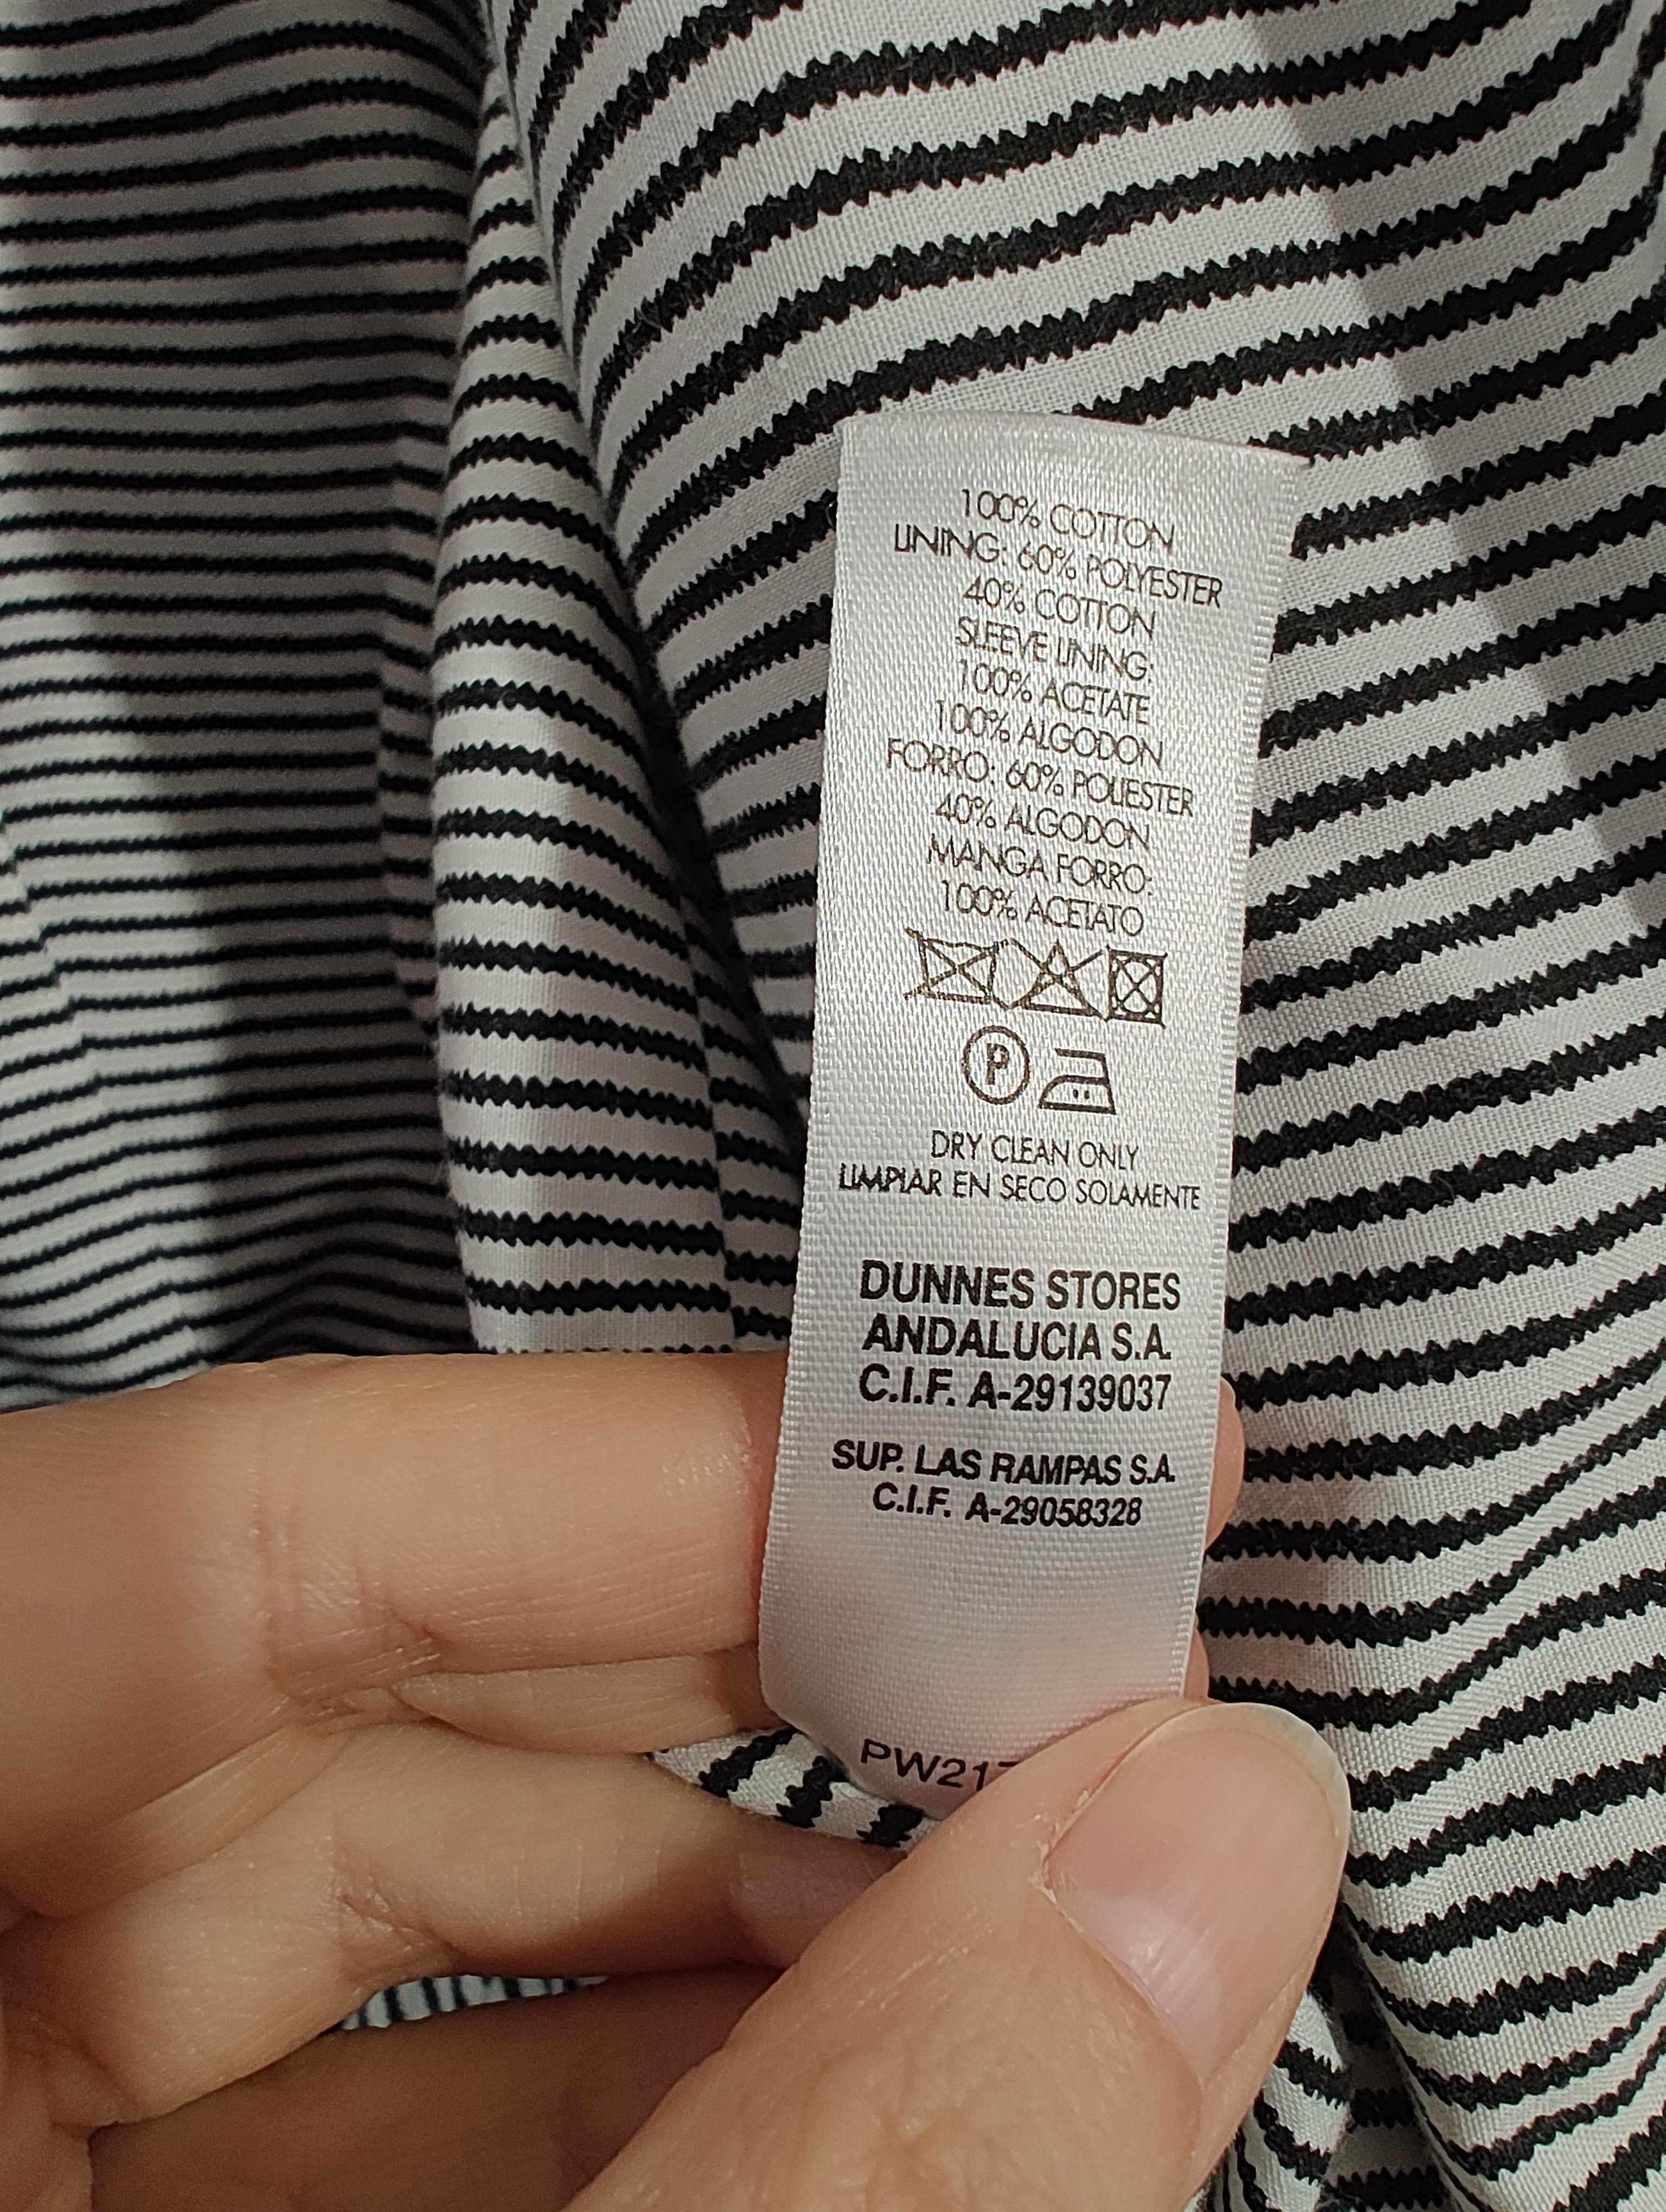 100% COTTON
LINING: 60% POLYESTER
40% COTTON
SLEEVE LINING:
100% ACETATE
100% ALGODON
FORRO: 60% POLIESTER
40% ALGODON
MANGA FORRO:
100% ACETATO
P
DRY CLEAN ONLY
LIMPIAR EN SECO SOLAMENTE
DUNNES STORES
ANDALUCIA S.A.
C.I.F. A-29139037
SUP. LAS RAMPAS S.A.
C.I.F. A-29058328